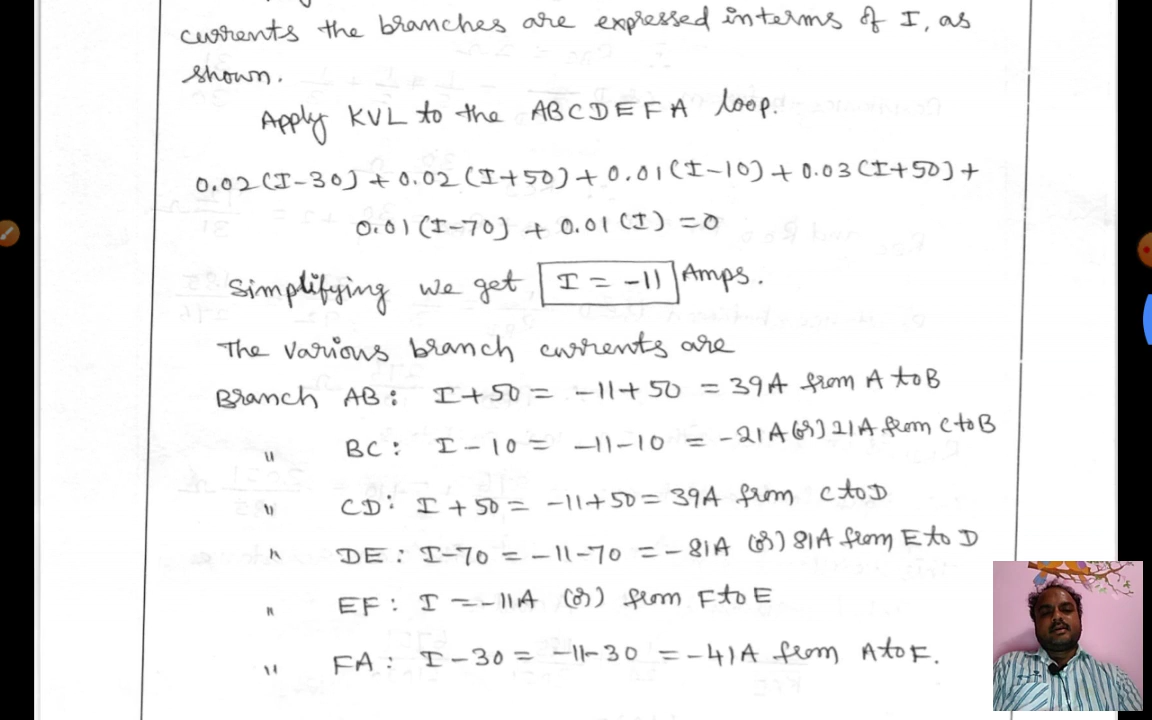 currents the branches are expressed interms of I, as
shown.
Apply KVL to the ABCDEFA loop.
0.02(I-30) + 0.02(I+50) + 0.01(I-10) + 0.03(I+50) +
0.01(I-70) + 0.01(I) = 0
Simplifying we get I = -11 Amps.
The various branch currents are
Branch AB: I+50 = -11+50 = 39A from A to B
" BC: I-10 = -11-10 = -21A (or) 21A from C to B
" CD: I+50 = -11+50 = 39A from C to D
" DE: I-70 = -11-70 = -81A (or) 81A from E to D
" EF: I = -11A (or) from F to E
" FA: I-30 = -11-30 = -41A from A to F.